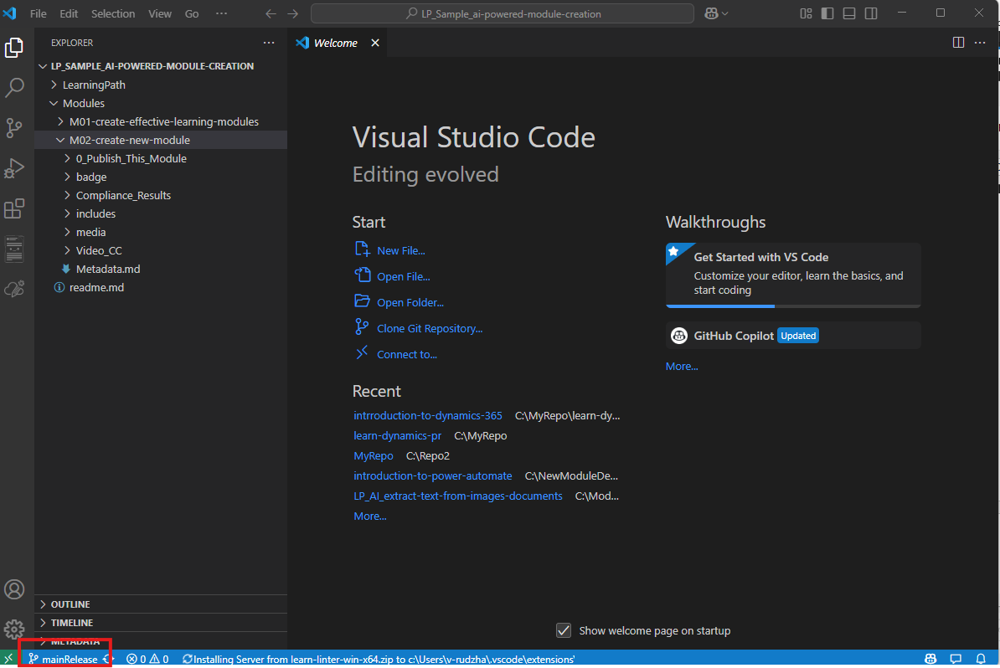 File Edit Selection View Go ··· LP_Sample_ai-powered-module-creation
EXPLORER
Welcome
LP_SAMPLE_AI-POWERED-MODULE-CREATION
LearningPath
Modules
M01-create-effective-learning-modules
M02-create-new-module
0_Publish_This_Module
badge
Compliance_Results
includes
media
Video_CC
Metadata.md
readme.md
OUTLINE
TIMELINE
METADATA
Visual Studio Code
Editing evolved
Start
New File...
Open File...
Open Folder...
Clone Git Repository...
Connect to...
Recent
intrroduction-to-dynamics-365 C:\MyRepo\learn-dy...
learn-dynamics-pr C:\MyRepo
MyRepo C:\Repo2
introduction-to-power-automate C:\NewModuleDe...
LP_AI_extract-text-from-images-documents C:\Mod...
More...
Walkthroughs
Get Started with VS Code
Customize your editor, learn the basics, and
start coding
GitHub Copilot Updated
More...
Show welcome page on startup
mainRelease 0 0 Installing Server from learn-linter-win-x64.zip to c:\Users\v-rudzha\.vscode\extensions'